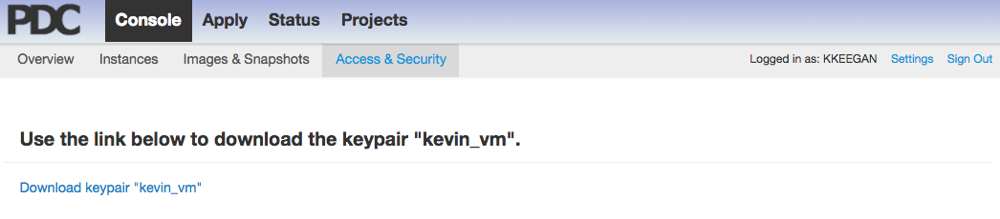 PDC Console Apply Status Projects
Overview Instances Images & Snapshots Access & Security Logged in as: KKEEGAN Settings Sign Out
Use the link below to download the keypair "kevin_vm".
Download keypair "kevin_vm"